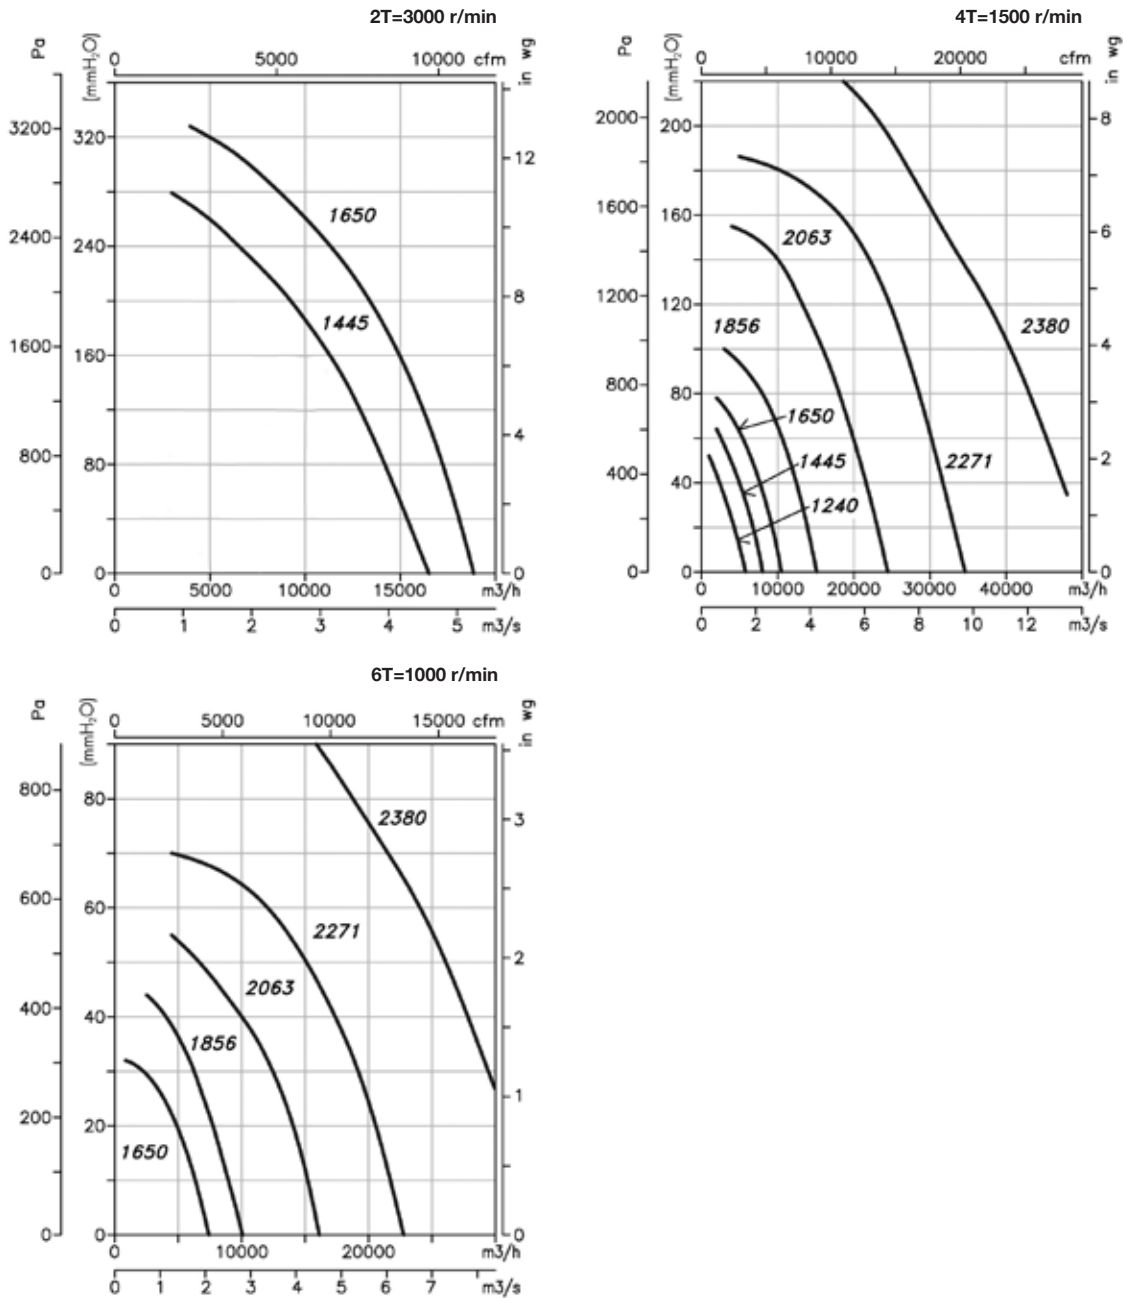 2T=3000 r/min
Pa
[mmH2O]
0 5000 10000 cfm
in wg
3200
320
12
2400
240
1650
8
1445
1600
160
4
800
80
0
0
0
5000 10000 15000 m3/h
0 1 2 3 4 5 m3/s
4T=1500 r/min
Pa
[mmH2O]
0 10000 20000 cfm
in wg
2000
200
8
1600
160
2063
6
1200
120
1856
2380
4
800
80
1650
400
40
1445
2271
2
1240
0
0
0
0 10000 20000 30000 40000 m3/h
0 2 4 6 8 10 12 m3/s
6T=1000 r/min
Pa
[mmH2O]
0 5000 10000 15000 cfm
in wg
800
80
2380
3
600
60
2271
2
2063
400
40
1856
1
200
20
1650
0
0
0
0 10000 20000 m3/h
0 1 2 3 4 5 6 7 m3/s